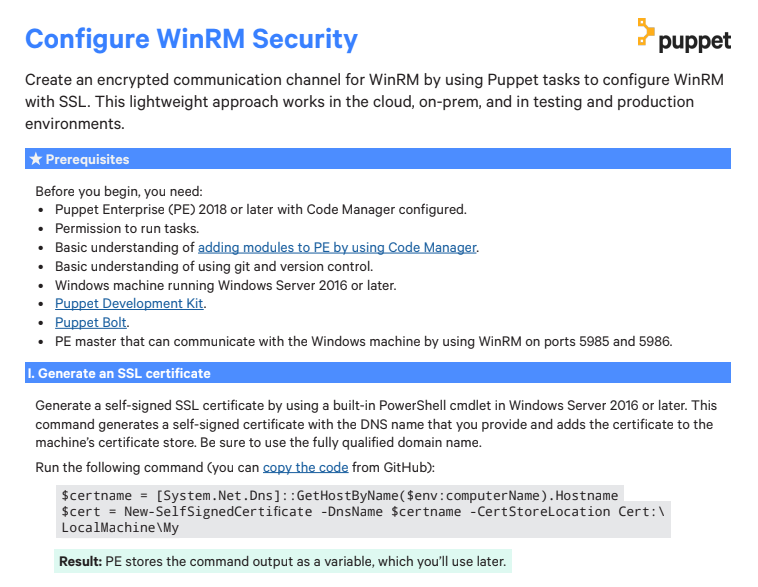 Configure WinRM Security
puppet
Create an encrypted communication channel for WinRM by using Puppet tasks to configure WinRM
with SSL. This lightweight approach works in the cloud, on-prem, and in testing and production
environments.
★ Prerequisites
Before you begin, you need:
• Puppet Enterprise (PE) 2018 or later with Code Manager configured.
• Permission to run tasks.
• Basic understanding of adding modules to PE by using Code Manager.
• Basic understanding of using git and version control.
• Windows machine running Windows Server 2016 or later.
• Puppet Development Kit.
• Puppet Bolt.
• PE master that can communicate with the Windows machine by using WinRM on ports 5985 and 5986.
I. Generate an SSL certificate
Generate a self-signed SSL certificate by using a built-in PowerShell cmdlet in Windows Server 2016 or later. This
command generates a self-signed certificate with the DNS name that you provide and adds the certificate to the
machine's certificate store. Be sure to use the fully qualified domain name.
Run the following command (you can copy the code from GitHub):
$certname = [System.Net.Dns]::GetHostByName($env:computerName).Hostname
$cert = New-SelfSignedCertificate -DnsName $certname -CertStoreLocation Cert:\
LocalMachine\My
Result: PE stores the command output as a variable, which you'll use later.